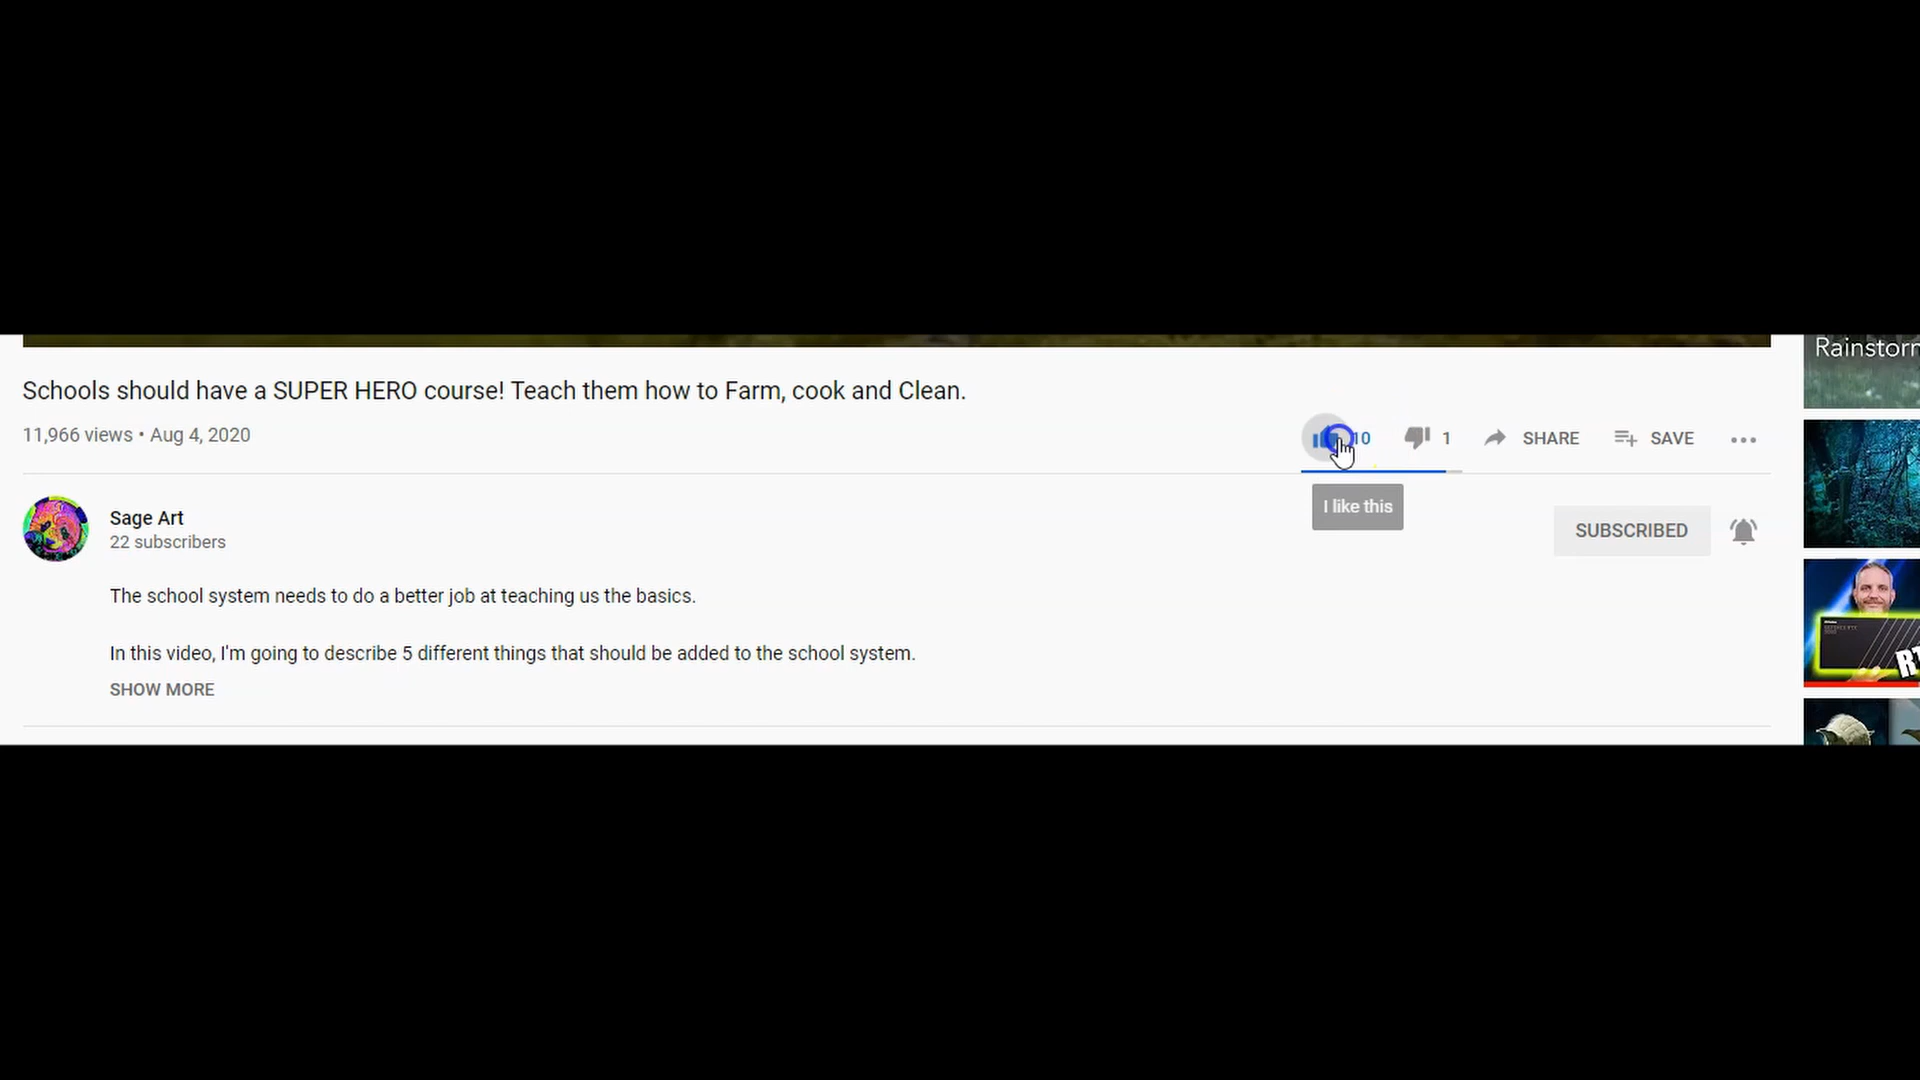 Schools should have a SUPER HERO course! Teach them how to Farm, cook and Clean.
11,966 views • Aug 4, 2020
10
1
SHARE
SAVE
I like this
Sage Art
22 subscribers
SUBSCRIBED
The school system needs to do a better job at teaching us the basics.
In this video, I'm going to describe 5 different things that should be added to the school system.
SHOW MORE